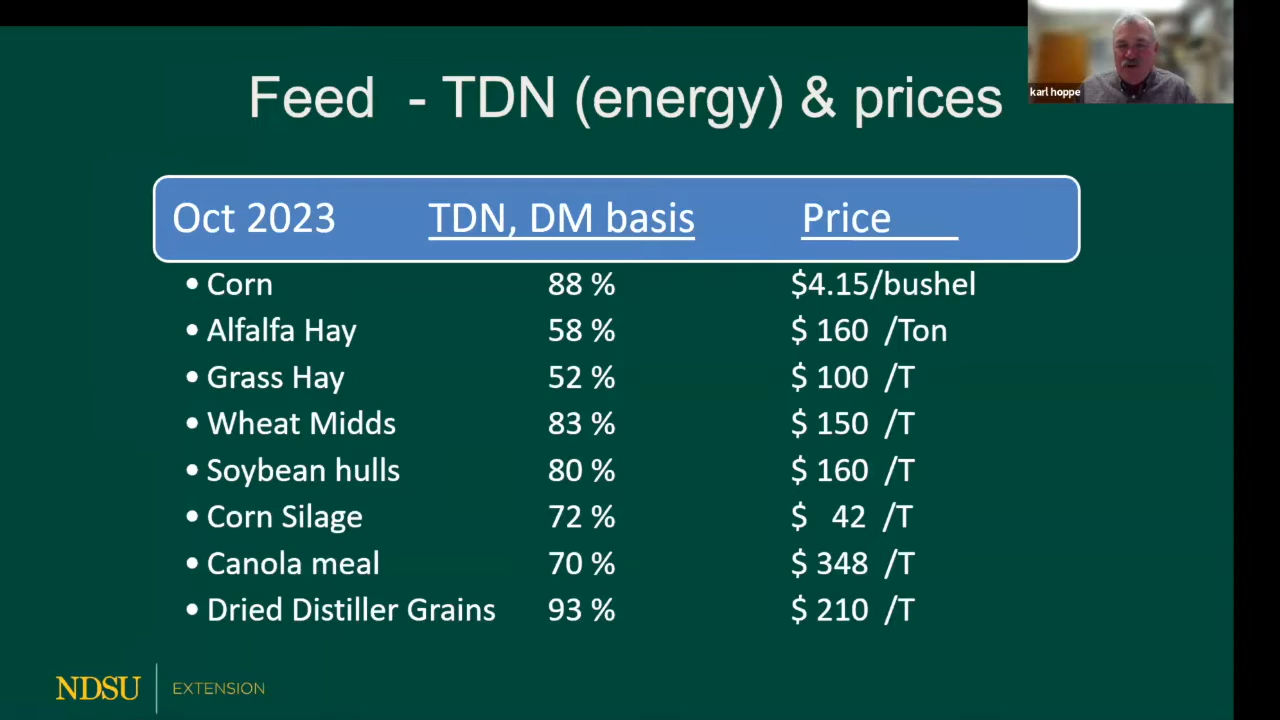 Feed - TDN (energy) & prices
karl hoppe
Oct 2023 TDN, DM basis Price
• Corn 88 % $4.15/bushel
• Alfalfa Hay 58 % $ 160 /Ton
• Grass Hay 52 % $ 100 /T
• Wheat Midds 83 % $ 150 /T
• Soybean hulls 80 % $ 160 /T
• Corn Silage 72 % $ 42 /T
• Canola meal 70 % $ 348 /T
• Dried Distiller Grains 93 % $ 210 /T
NDSU EXTENSION